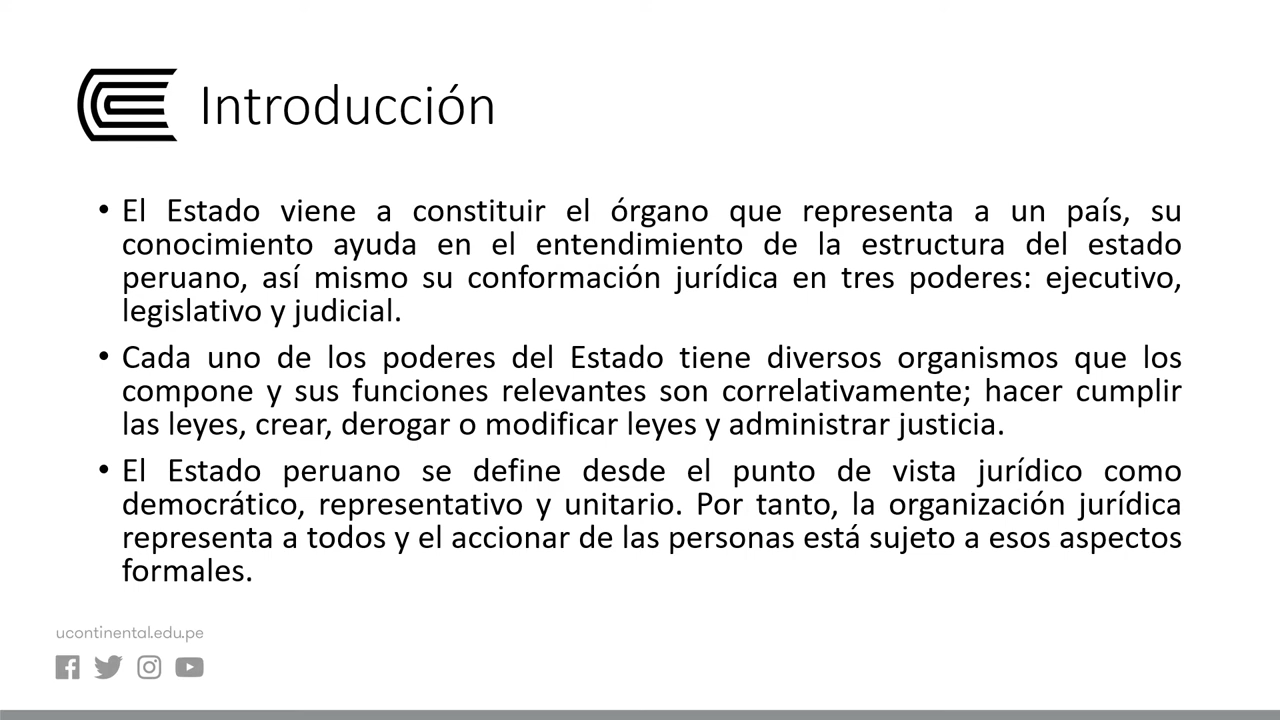 Introducción
• El Estado viene a constituir el órgano que representa a un país, su
conocimiento ayuda en el entendimiento de la estructura del estado
peruano, así mismo su conformación jurídica en tres poderes: ejecutivo,
legislativo y judicial.
• Cada uno de los poderes del Estado tiene diversos organismos que los
compone y sus funciones relevantes son correlativamente; hacer cumplir
las leyes, crear, derogar o modificar leyes y administrar justicia.
• El Estado peruano se define desde el punto de vista jurídico como
democrático, representativo y unitario. Por tanto, la organización jurídica
representa a todos y el accionar de las personas está sujeto a esos aspectos
formales.
ucontinental.edu.pe